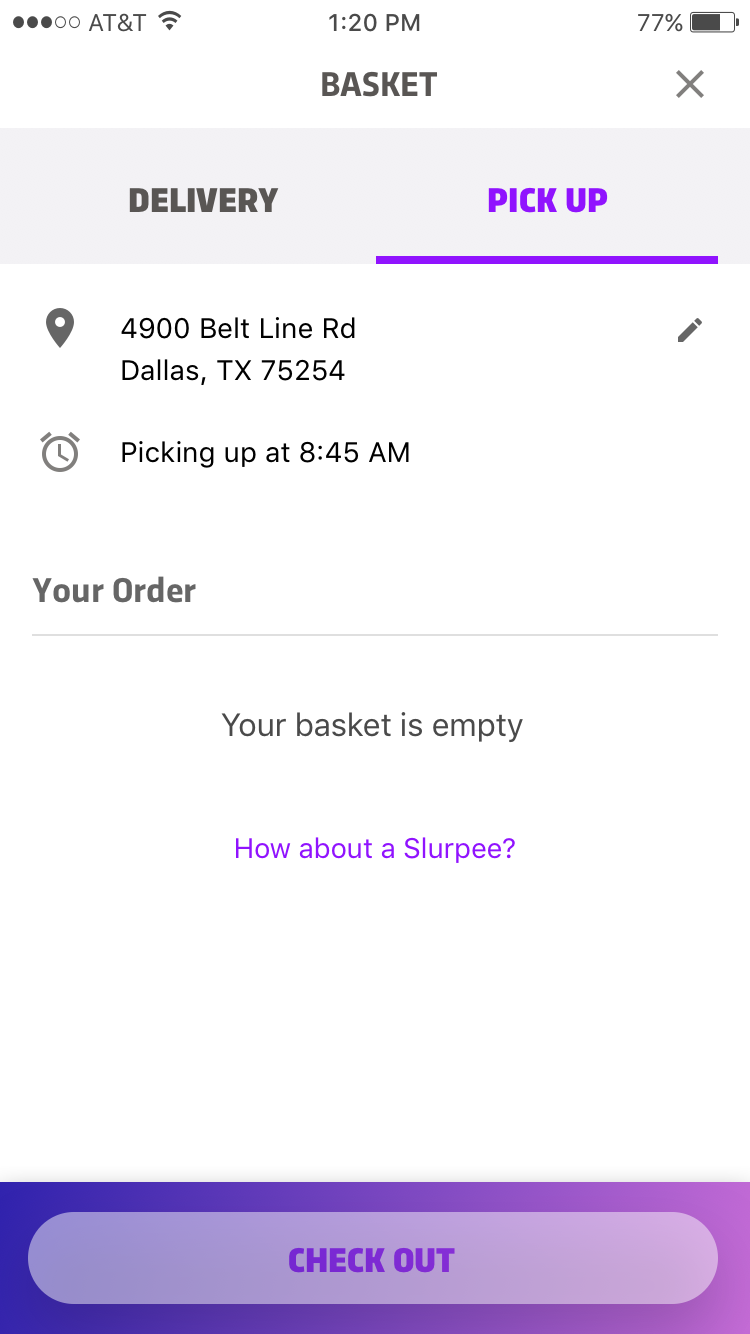 AT&T 1:20 PM 77%
BASKET
DELIVERY PICK UP
4900 Belt Line Rd
Dallas, TX 75254
Picking up at 8:45 AM
Your Order
Your basket is empty
How about a Slurpee?
CHECK OUT